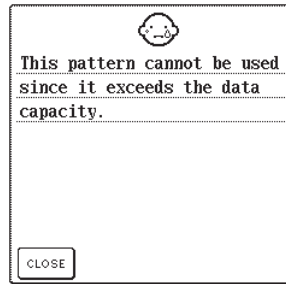 This pattern cannot be used
since it exceeds the data
capacity.
CLOSE